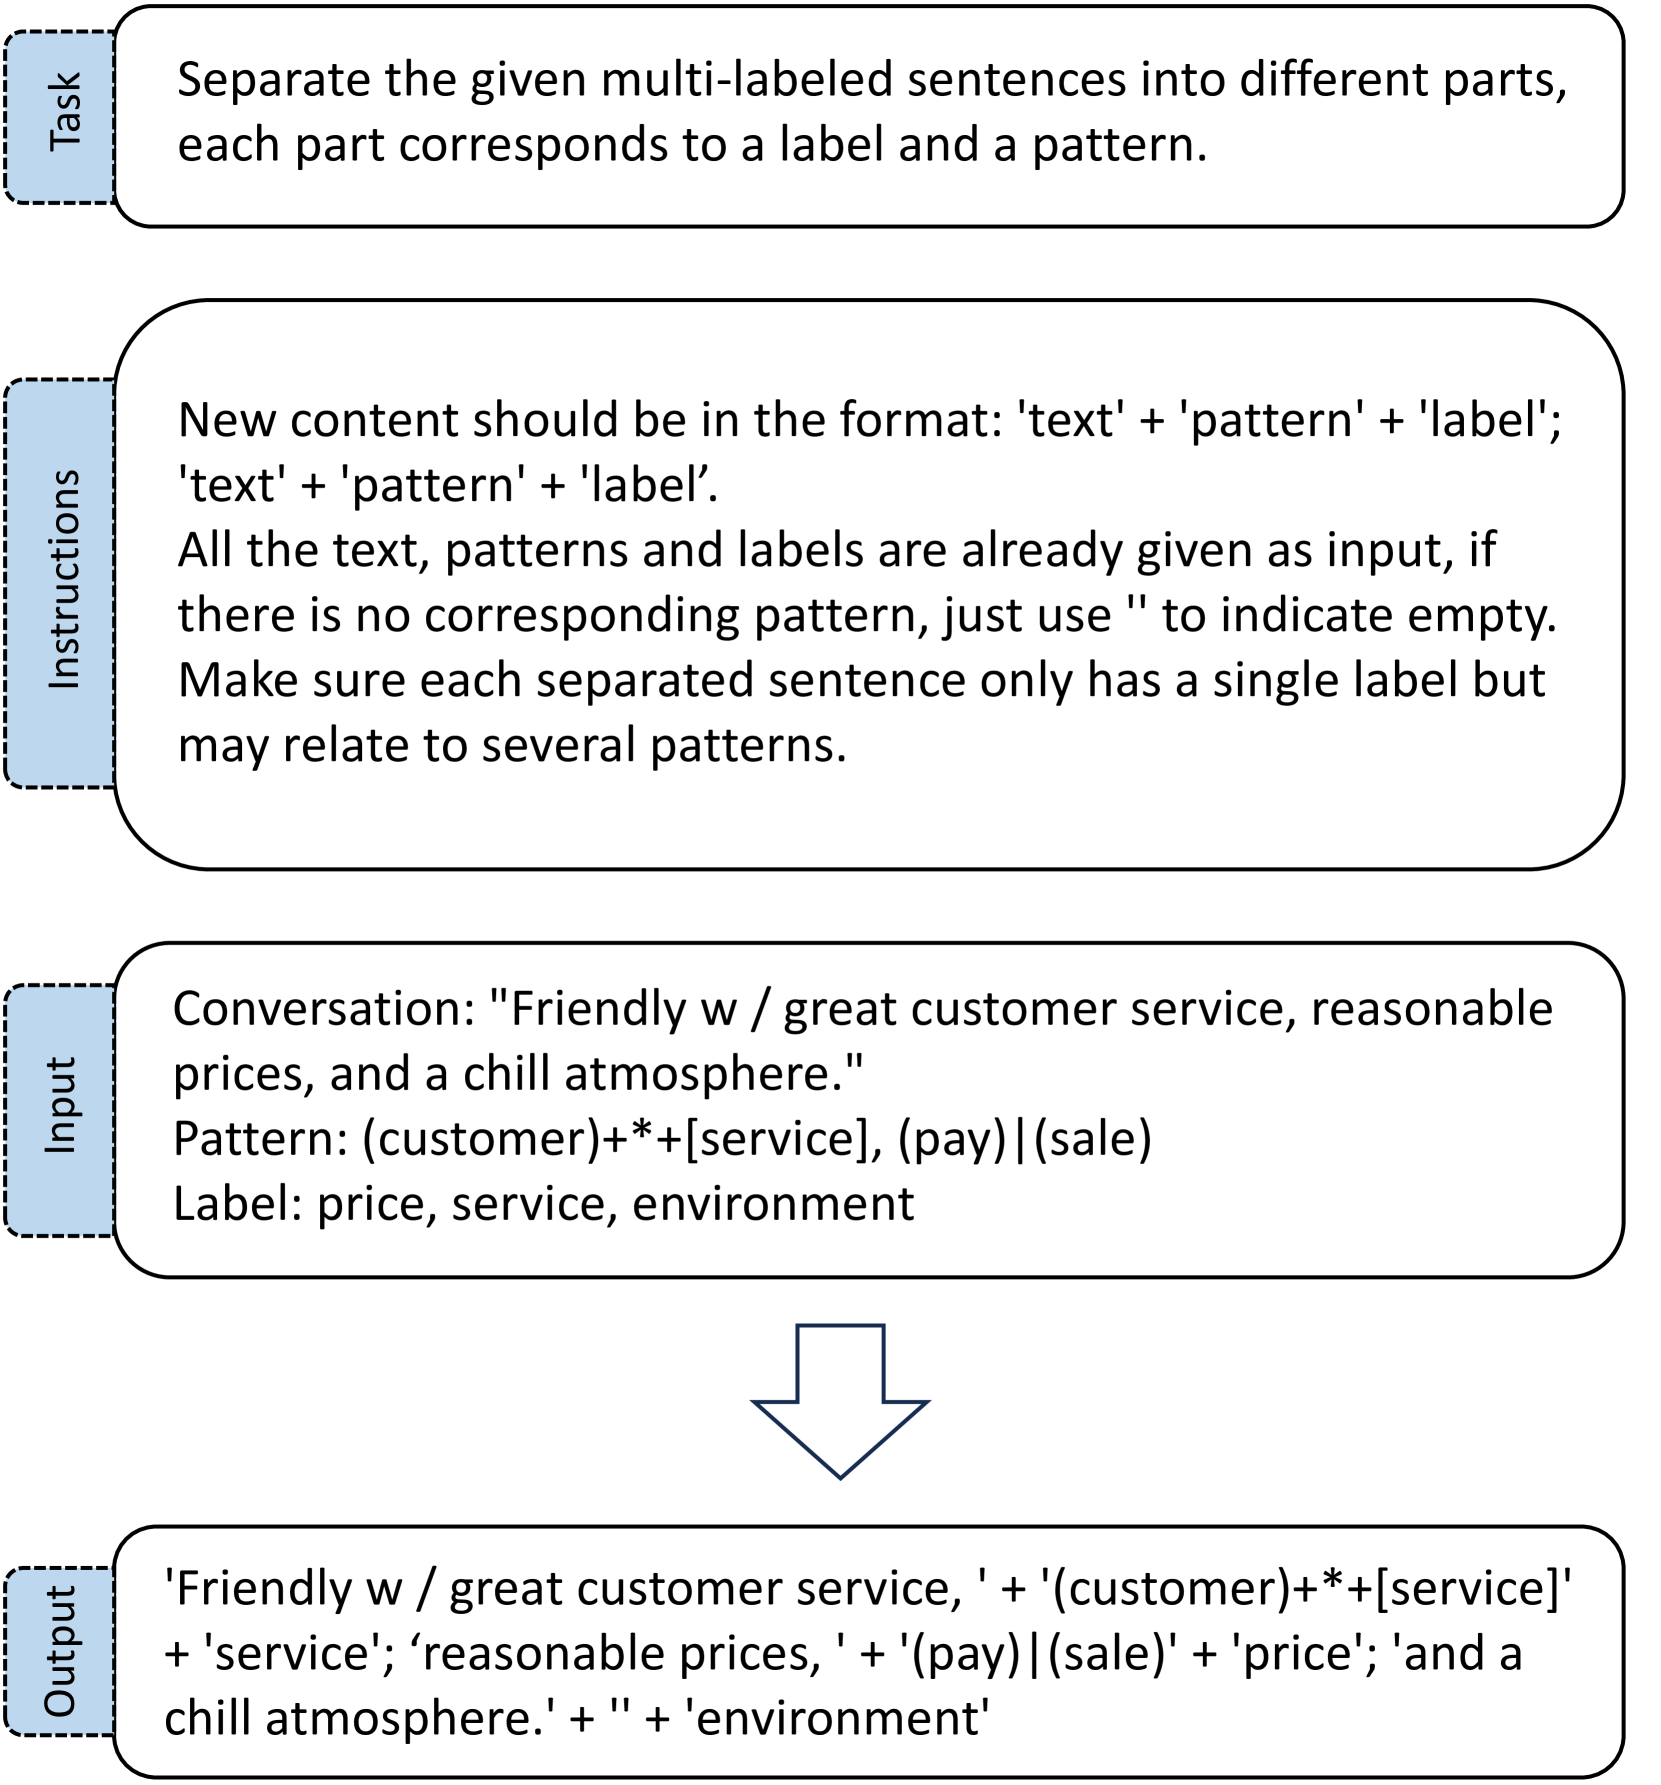 Task
Separate the given multi-labeled sentences into different parts,
each part corresponds to a label and a pattern.
Instructions
New content should be in the format: 'text' + 'pattern' + 'label';
'text' + 'pattern' + 'label’.
All the text, patterns and labels are already given as input, if
there is no corresponding pattern, just use '' to indicate empty.
Make sure each separated sentence only has a single label but
may relate to several patterns.
Input
Conversation: "Friendly w / great customer service, reasonable
prices, and a chill atmosphere."
Pattern: (customer)+*+[service], (pay)|(sale)
Label: price, service, environment
Output
'Friendly w / great customer service, ' + '(customer)+*+[service]'
+ 'service'; ‘reasonable prices, ' + '(pay)|(sale)' + 'price'; 'and a
chill atmosphere.' + '' + 'environment'